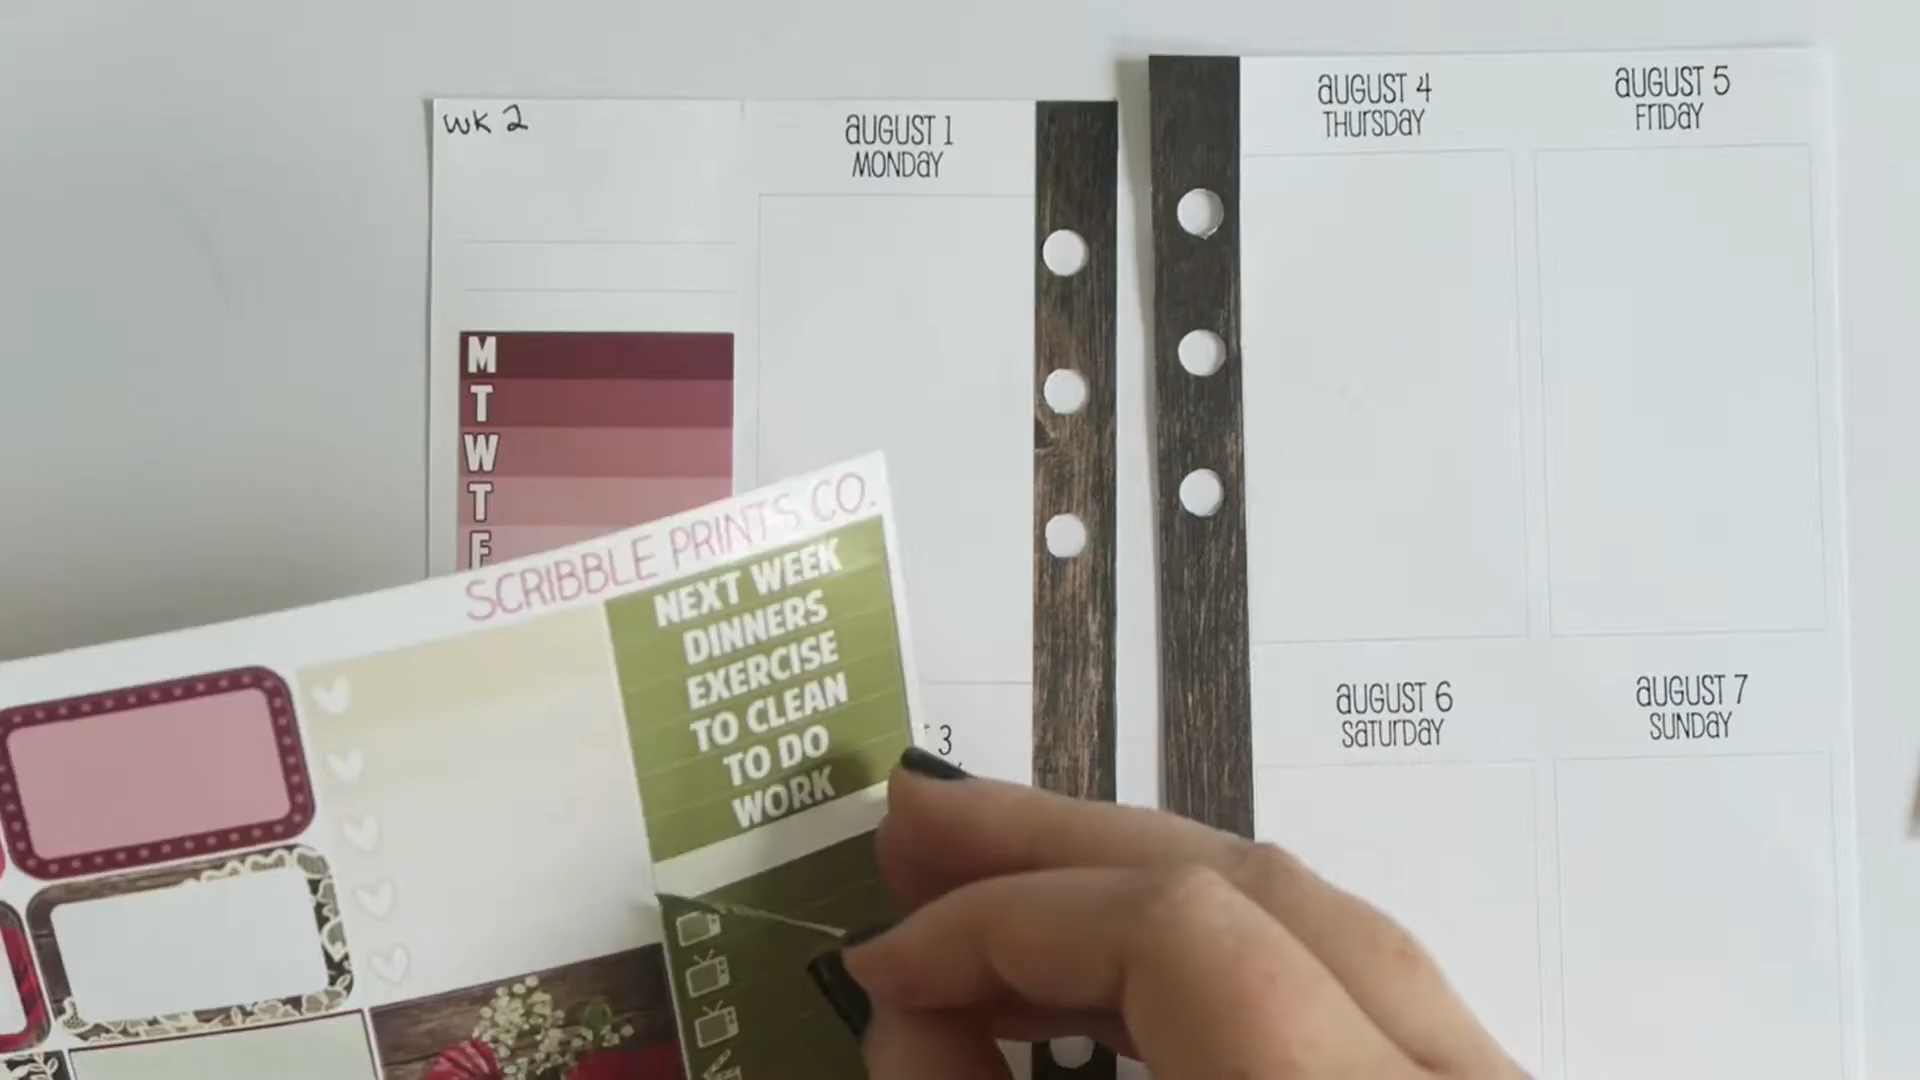 wk 2
AUGUST 1
MONDAY
AUGUST 4
THURSDAY
AUGUST 5
FRIDAY
M
T
W
T
F
SCRIBBLE PRINTS CO.
NEXT WEEK
DINNERS
EXERCISE
TO CLEAN
TO DO
WORK
3
AUGUST 6
SATURDAY
AUGUST 7
SUNDAY